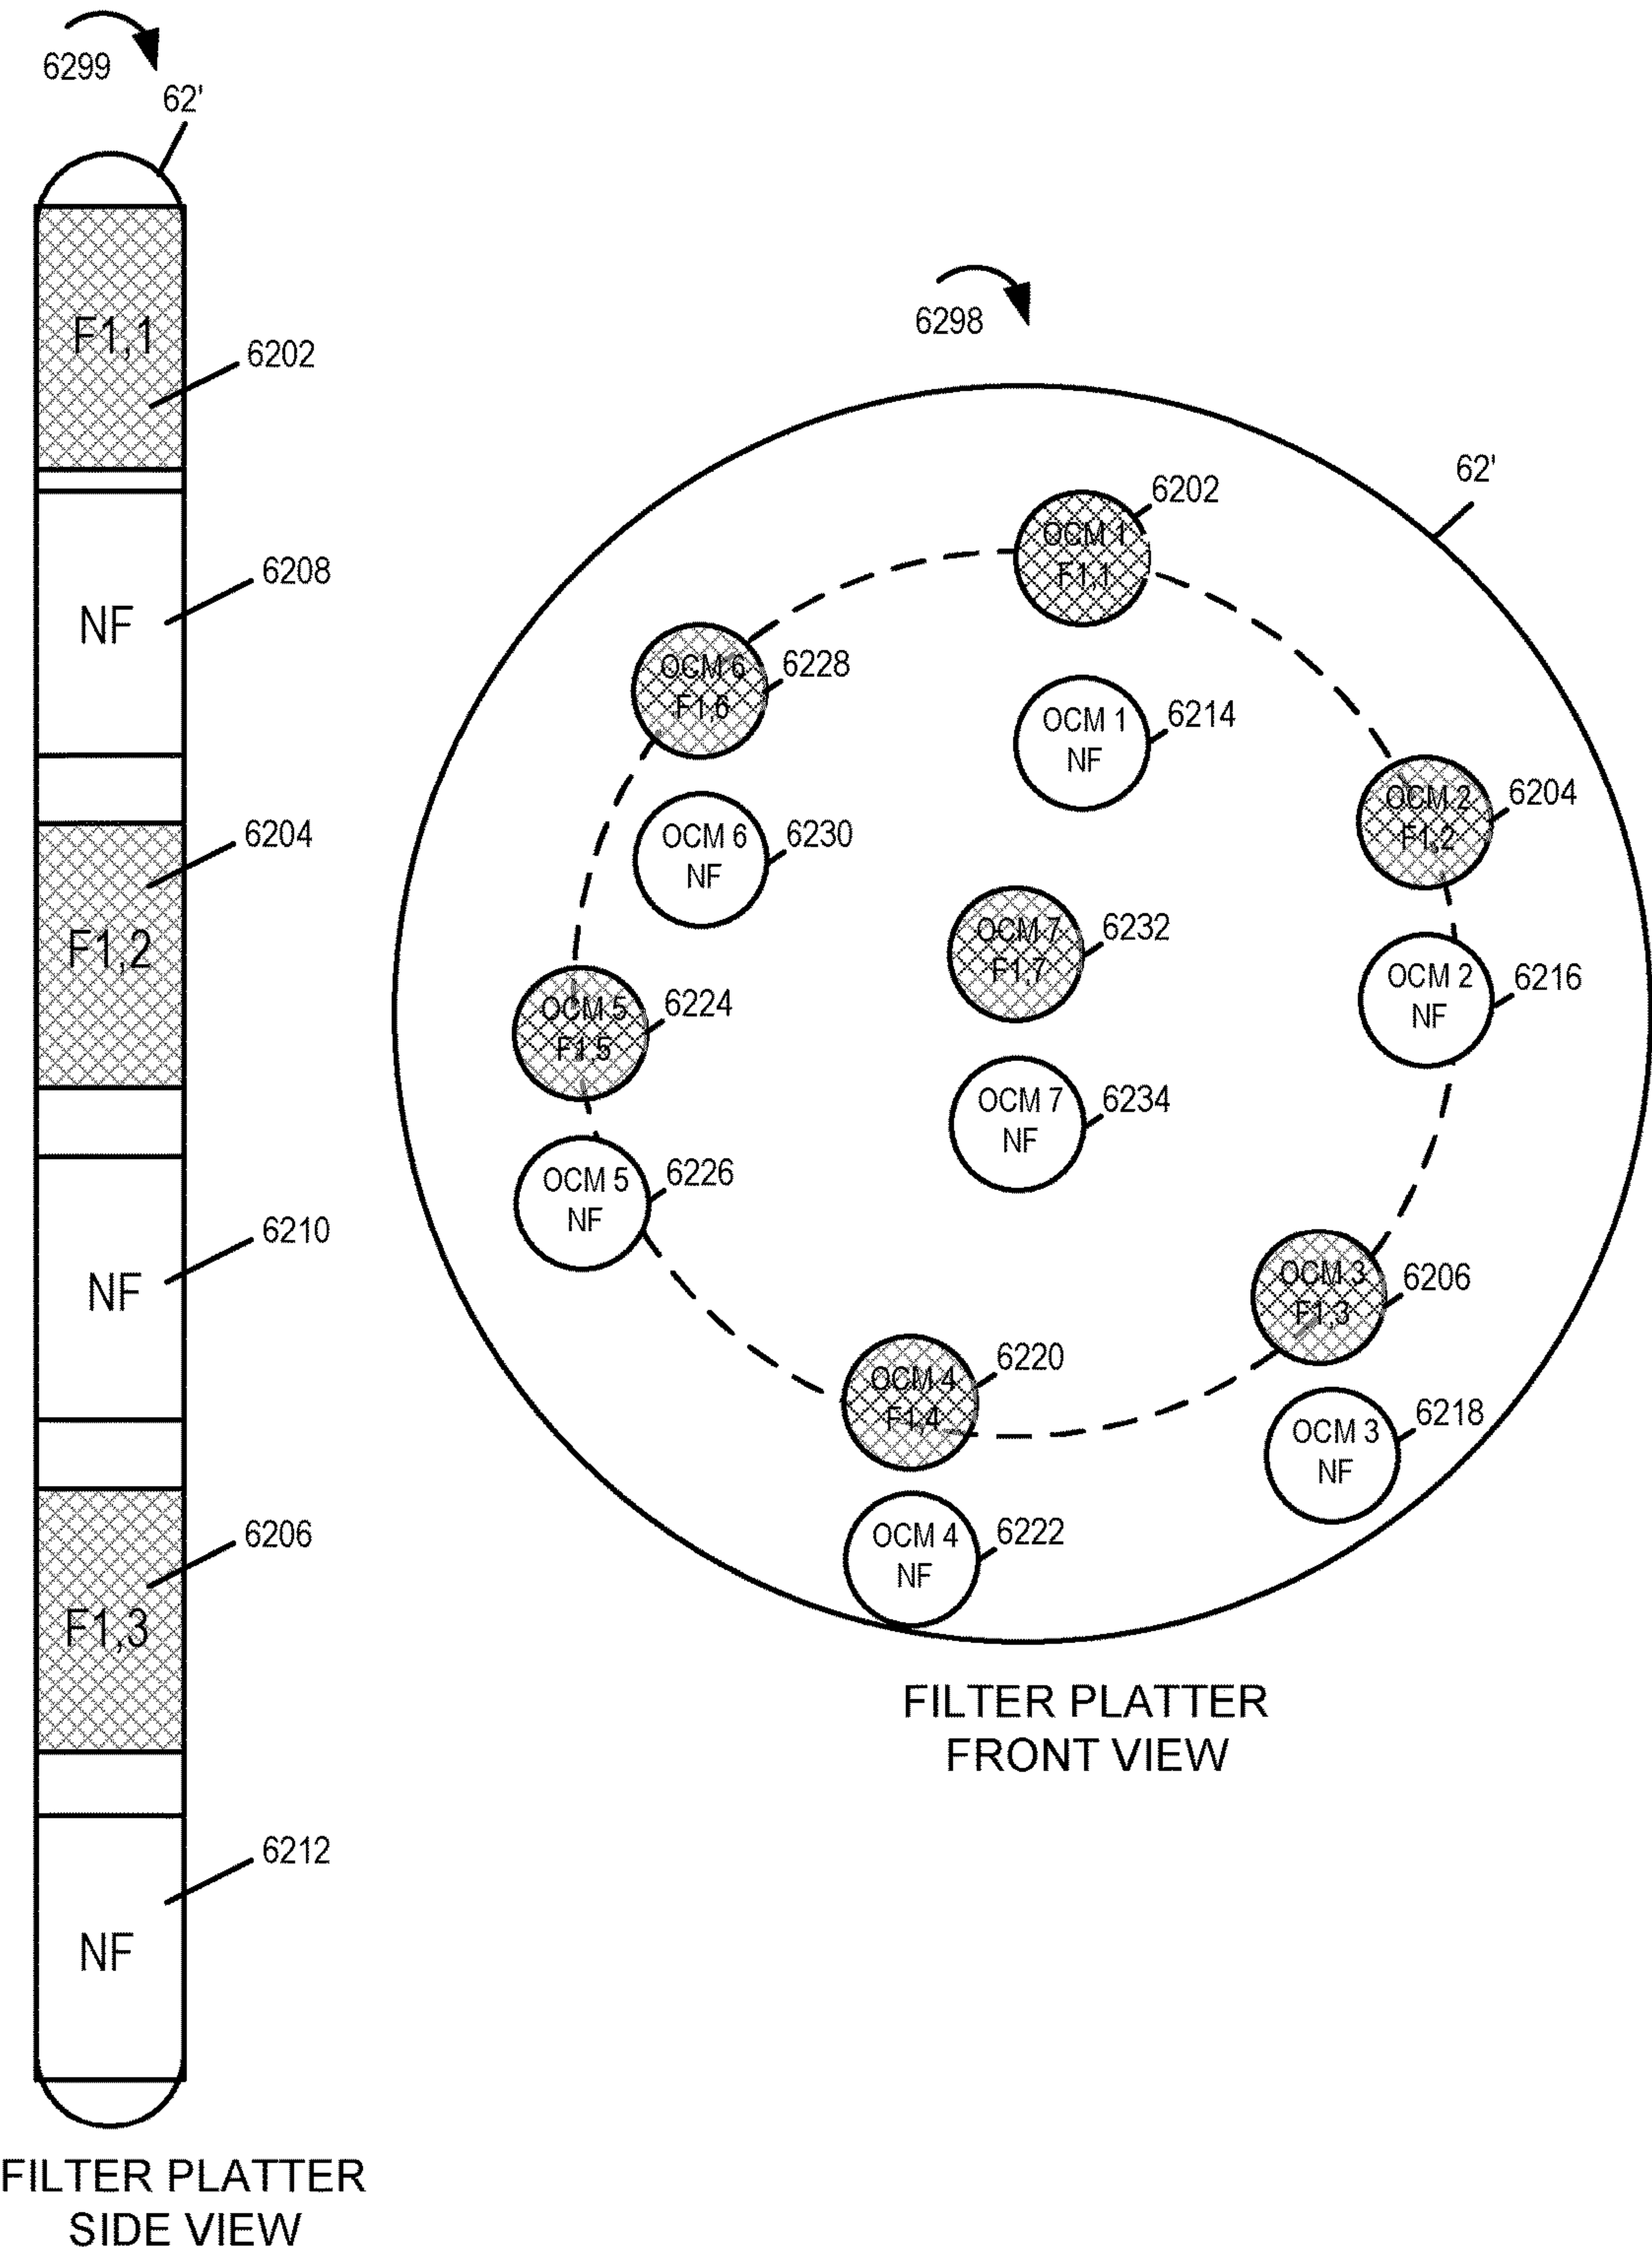 6299
62'
F1,1
6202
NF
6208
6204
F1,2
6210
NF
6206
F1,3
6212
NF
FILTER PLATTER
SIDE VIEW
6298
62'
OCM 1
F1,1
6202
OCM 6
F1,6
6228
OCM 1
NF
6214
OCM 2
F1,2
6204
OCM 6
NF
6230
OCM 7
F1,7
6232
OCM 2
NF
6216
OCM 5
F1,5
6224
OCM 7
NF
6234
OCM 5
NF
6226
OCM 3
F1,3
6206
OCM 4
F1,4
6220
OCM 3
NF
6218
OCM 4
NF
6222
FILTER PLATTER
FRONT VIEW